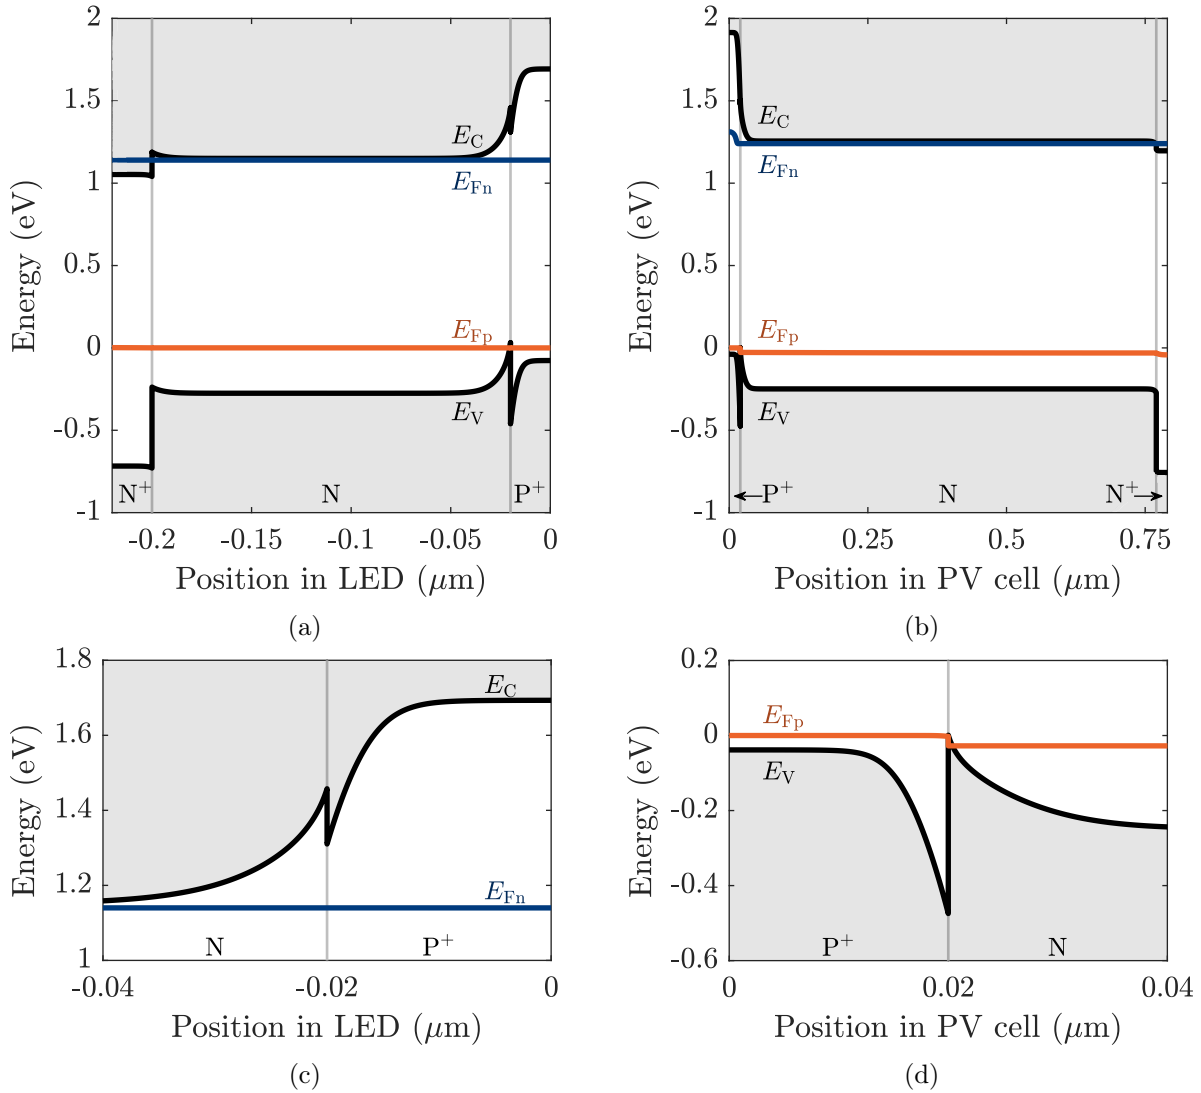 2
1.5
1
0.5
0
-0.5
-1
Energy (eV)
E_C
E_Fn
E_Fp
E_V
N⁺
N
P⁺
-0.2
-0.15
-0.1
-0.05
0
Position in LED (μm)
(a)
2
1.5
1
0.5
0
-0.5
-1
Energy (eV)
E_C
E_Fn
E_Fp
E_V
P⁺
N
N⁺
0
0.25
0.5
0.75
Position in PV cell (μm)
(b)
1.8
1.6
1.4
1.2
1
Energy (eV)
E_C
E_Fn
N
P⁺
-0.04
-0.02
0
Position in LED (μm)
(c)
0.2
0
-0.2
-0.4
-0.6
Energy (eV)
E_Fp
E_V
P⁺
N
0
0.02
0.04
Position in PV cell (μm)
(d)